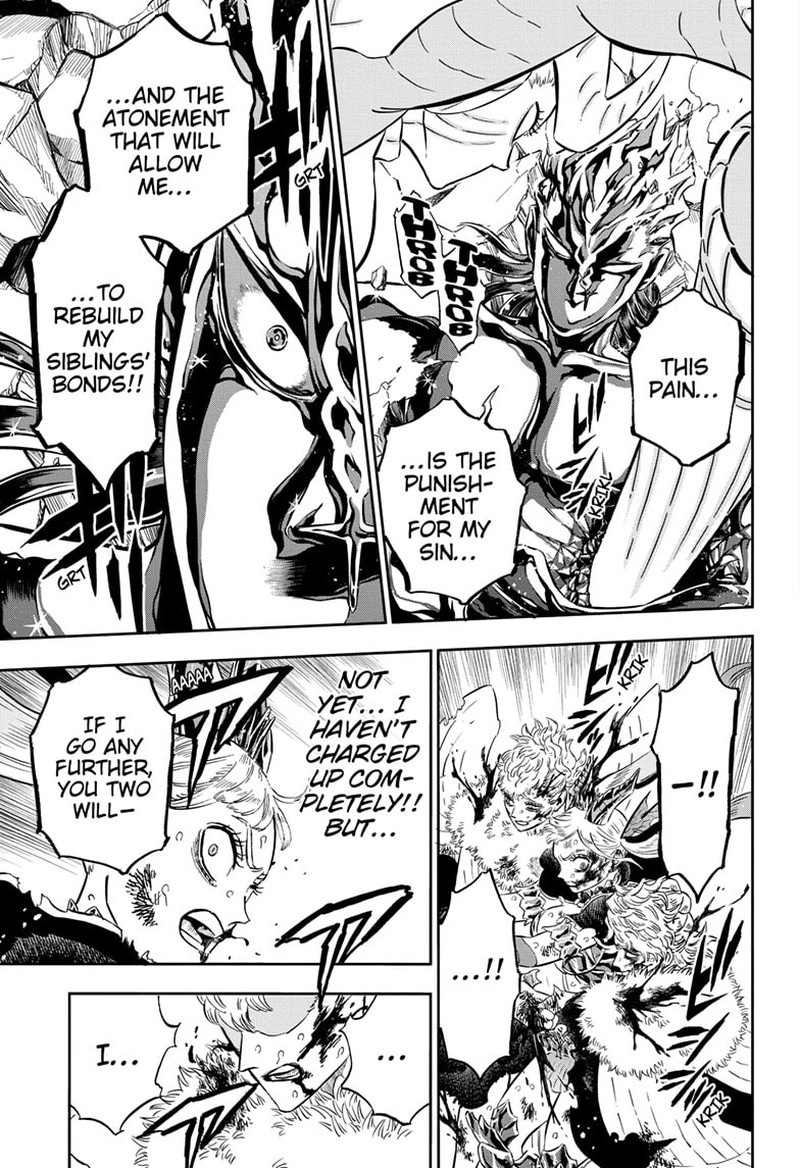 THIS
PAIN...
...IS THE
PUNISH-
MENT
FOR MY
SIN...
THROB
THROB
KRIK
...AND THE
ATONEMENT
THAT WILL
ALLOW
ME...
GRT
...TO
REBUILD
MY
SIBLINGS'
BONDS!!
GRT
KRIK
—!!
...!!
KRIK
NOT
YET... I
HAVEN'T
CHARGED
UP COM-
PLETELY!!
BUT...
AAAAA
IF I
GO ANY
FURTHER,
YOU TWO
WILL—
...
I...